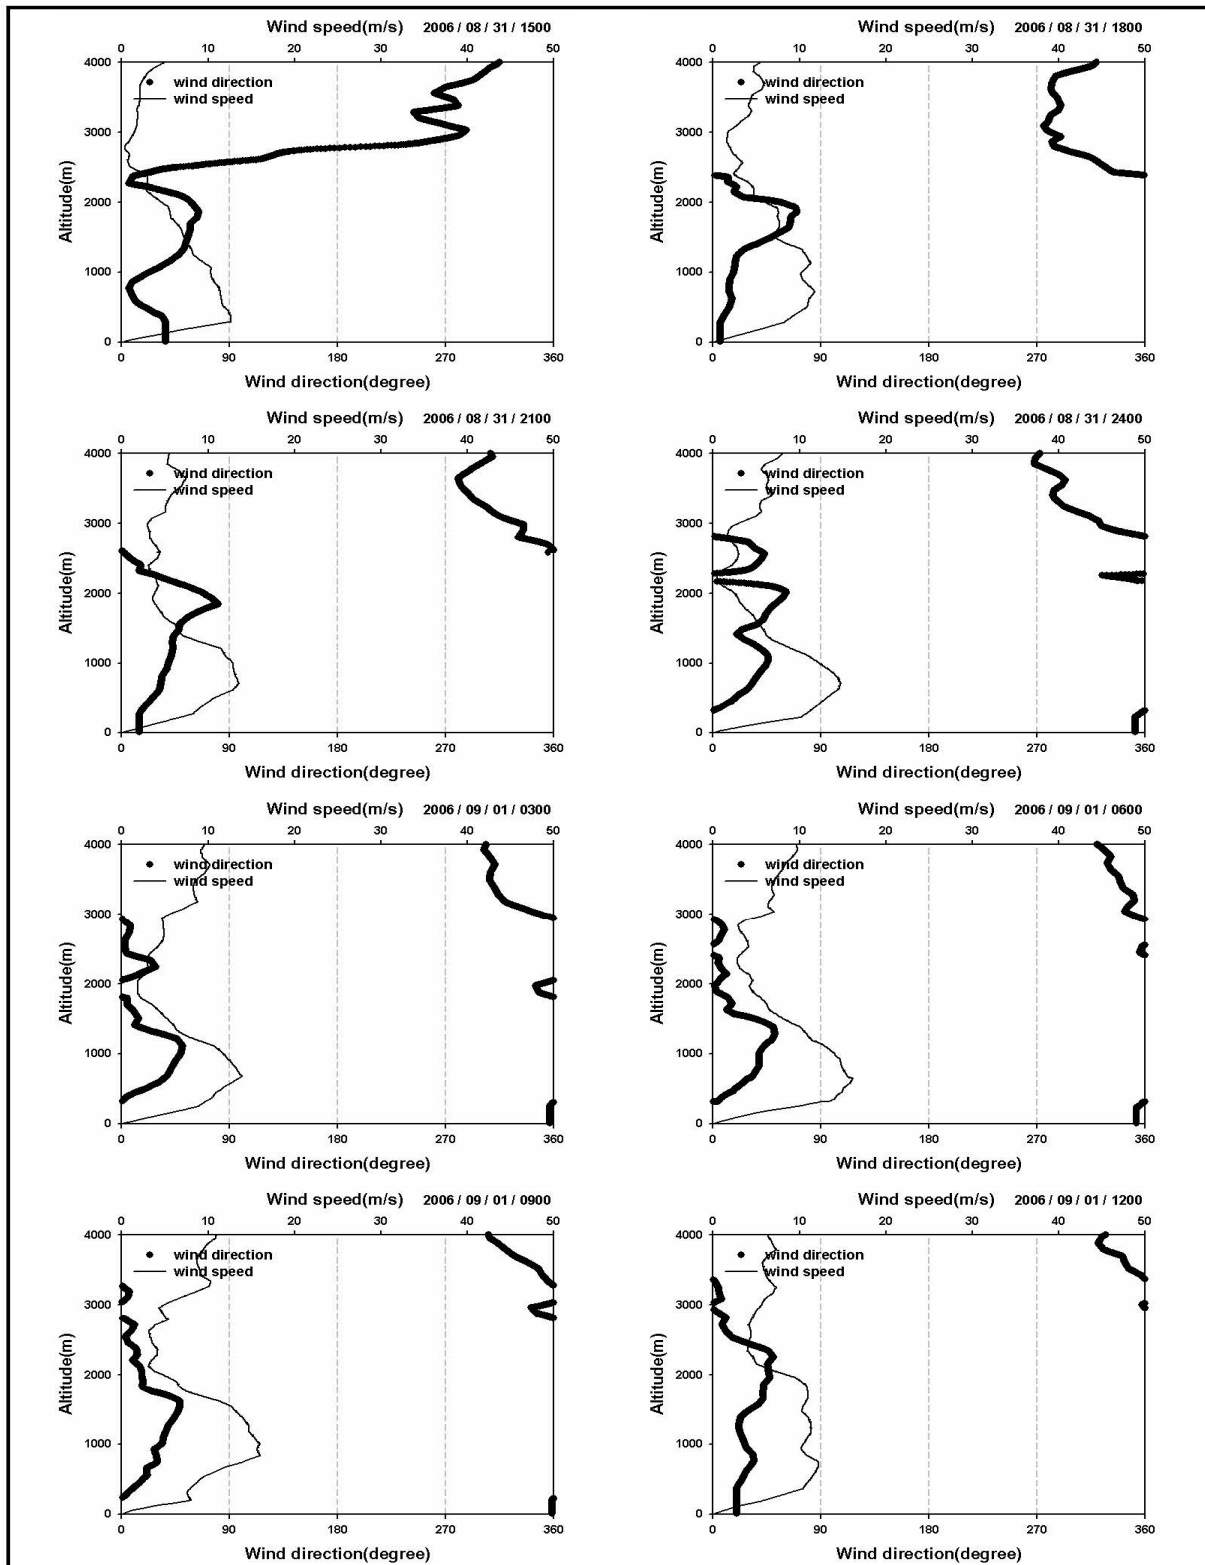 Wind speed(m/s) 2006 / 08 / 31 / 1500
0 10 20 30 40 50
4000
3000
2000
1000
0
Altitude(m)
wind direction
wind speed
0 90 180 270 360
Wind direction(degree)
Wind speed(m/s) 2006 / 08 / 31 / 1800
0 10 20 30 40 50
4000
3000
2000
1000
0
Altitude(m)
wind direction
wind speed
0 90 180 270 360
Wind direction(degree)
Wind speed(m/s) 2006 / 08 / 31 / 2100
0 10 20 30 40 50
4000
3000
2000
1000
0
Altitude(m)
wind direction
wind speed
0 90 180 270 360
Wind direction(degree)
Wind speed(m/s) 2006 / 08 / 31 / 2400
0 10 20 30 40 50
4000
3000
2000
1000
0
Altitude(m)
wind direction
wind speed
0 90 180 270 360
Wind direction(degree)
Wind speed(m/s) 2006 / 09 / 01 / 0300
0 10 20 30 40 50
4000
3000
2000
1000
0
Altitude(m)
wind direction
wind speed
0 90 180 270 360
Wind direction(degree)
Wind speed(m/s) 2006 / 09 / 01 / 0600
0 10 20 30 40 50
4000
3000
2000
1000
0
Altitude(m)
wind direction
wind speed
0 90 180 270 360
Wind direction(degree)
Wind speed(m/s) 2006 / 09 / 01 / 0900
0 10 20 30 40 50
4000
3000
2000
1000
0
Altitude(m)
wind direction
wind speed
0 90 180 270 360
Wind direction(degree)
Wind speed(m/s) 2006 / 09 / 01 / 1200
0 10 20 30 40 50
4000
3000
2000
1000
0
Altitude(m)
wind direction
wind speed
0 90 180 270 360
Wind direction(degree)